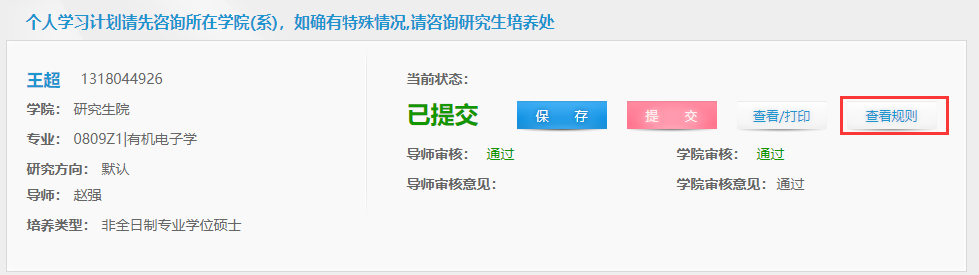 个人学习计划请先咨询所在学院(系)，如确有特殊情况,请咨询研究生培养处
王超 1318044926
学院： 研究生院
专业： 0809Z1|有机电子学
研究方向： 默认
导师： 赵强
培养类型： 非全日制专业学位硕士
当前状态：
已提交 保 存 提 交 查看/打印 查看规则
导师审核： 通过 学院审核： 通过
导师审核意见： 学院审核意见： 通过